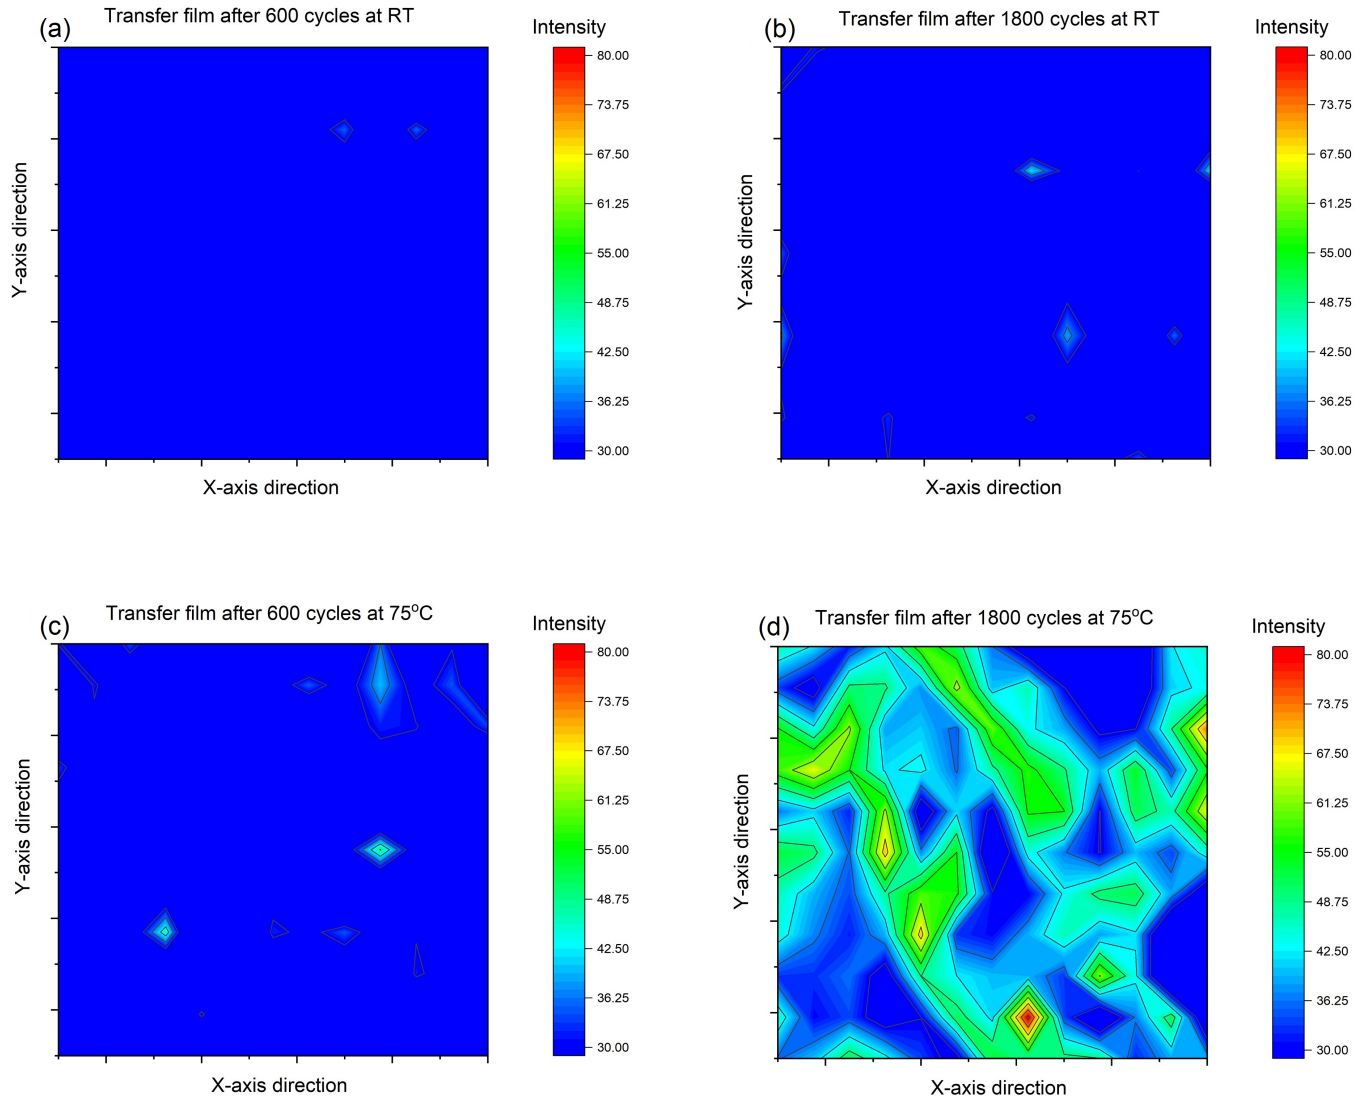 (a)
Transfer film after 600 cycles at RT
Intensity
80.00
73.75
67.50
61.25
55.00
48.75
42.50
36.25
30.00
Y-axis direction
X-axis direction
(b)
Transfer film after 1800 cycles at RT
Intensity
80.00
73.75
67.50
61.25
55.00
48.75
42.50
36.25
30.00
Y-axis direction
X-axis direction
(c)
Transfer film after 600 cycles at 75°C
Intensity
80.00
73.75
67.50
61.25
55.00
48.75
42.50
36.25
30.00
Y-axis direction
X-axis direction
(d)
Transfer film after 1800 cycles at 75°C
Intensity
80.00
73.75
67.50
61.25
55.00
48.75
42.50
36.25
30.00
Y-axis direction
X-axis direction